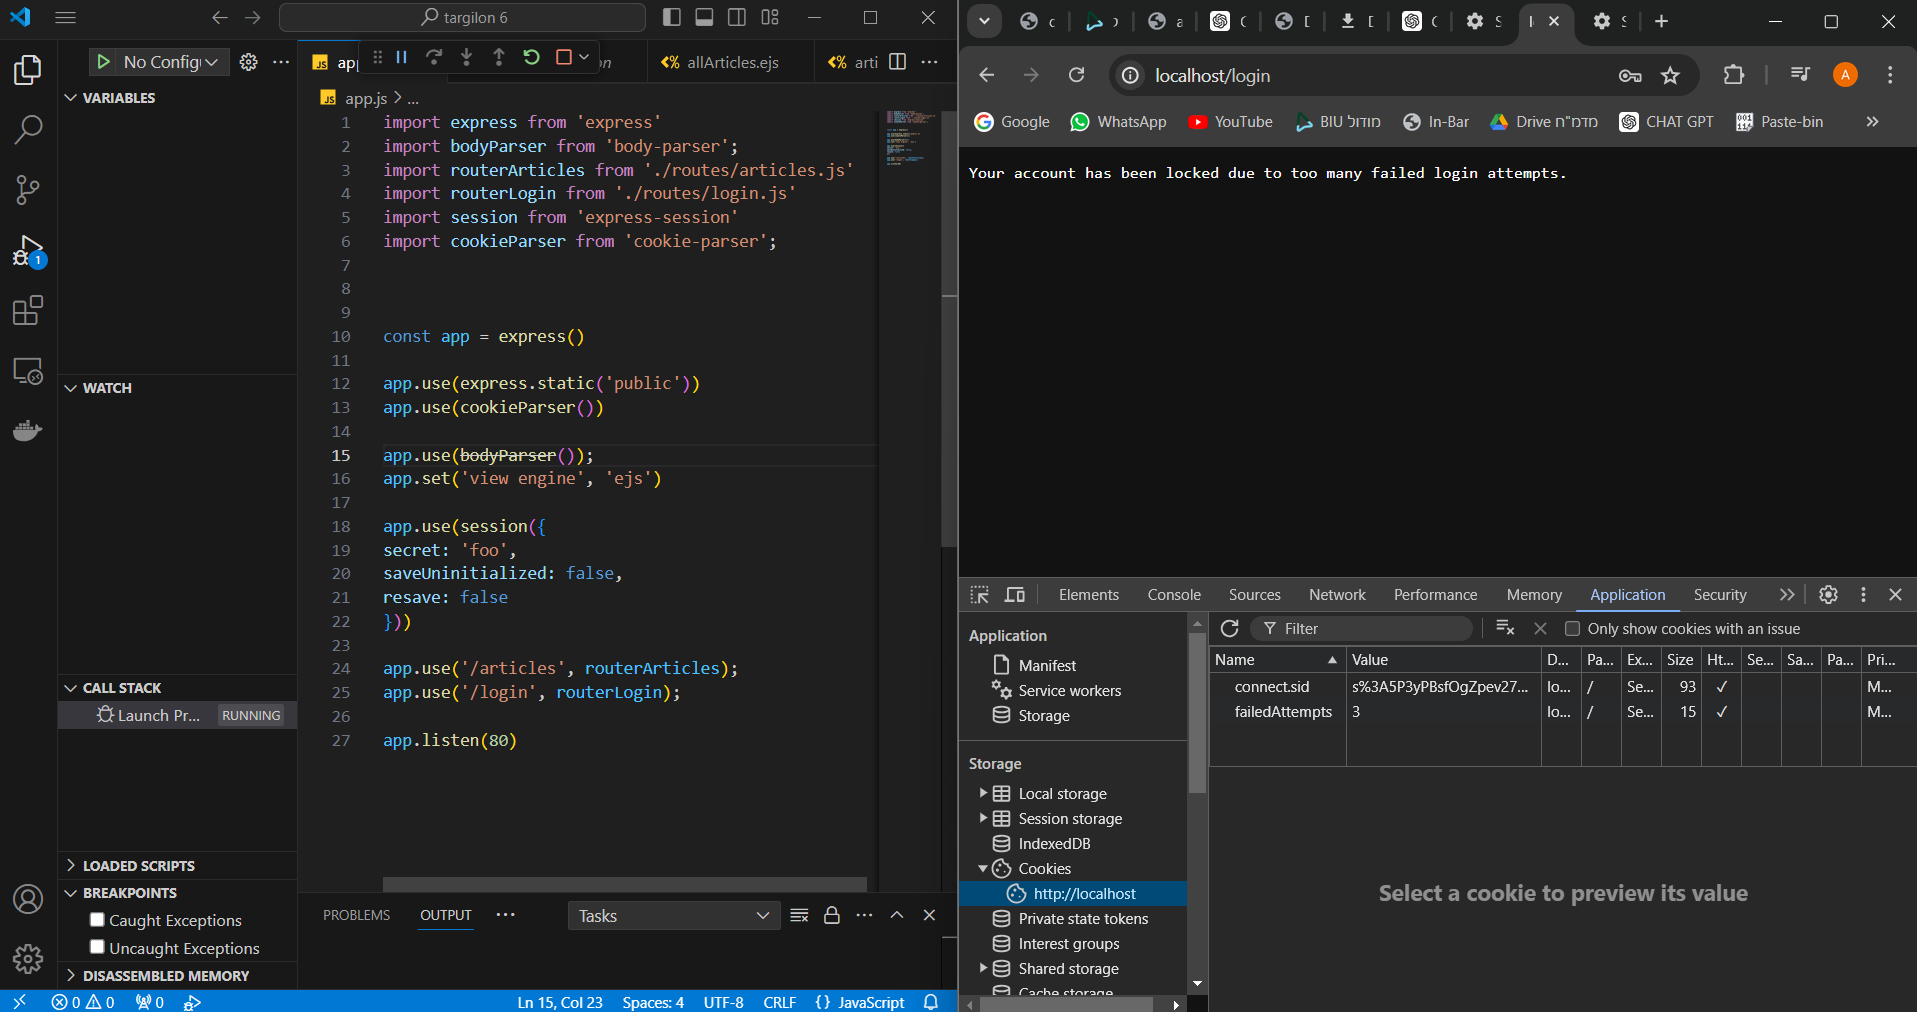 targilon 6
No Config
VARIABLES
WATCH
CALL STACK
Launch Pr... RUNNING
LOADED SCRIPTS
BREAKPOINTS
Caught Exceptions
Uncaught Exceptions
DISASSEMBLED MEMORY
1
JS app
on
allArticles.ejs
arti
JS app.js > ...
1 import express from 'express'
2 import bodyParser from 'body-parser';
3 import routerArticles from './routes/articles.js'
4 import routerLogin from './routes/login.js'
5 import session from 'express-session'
6 import cookieParser from 'cookie-parser';
7
8
9
10 const app = express()
11
12 app.use(express.static('public'))
13 app.use(cookieParser())
14
15 app.use(bodyParser());
16 app.set('view engine', 'ejs')
17
18 app.use(session({
19 secret: 'foo',
20 saveUninitialized: false,
21 resave: false
22 }))
23
24 app.use('/articles', routerArticles);
25 app.use('/login', routerLogin);
26
27 app.listen(80)
PROBLEMS OUTPUT ... Tasks
0 0 0 Ln 15, Col 23 Spaces: 4 UTF-8 CRLF {} JavaScript
localhost/login
A
Google WhatsApp YouTube BIU מודול In-Bar Drive מדמ"ח CHAT GPT Paste-bin
Your account has been locked due to too many failed login attempts.
Elements Console Sources Network Performance Memory Application Security
Filter Only show cookies with an issue
Application
Manifest
Service workers
Storage
Storage
Local storage
Session storage
IndexedDB
Cookies
http://localhost
Private state tokens
Interest groups
Shared storage
Cache storage
Name Value D... Pa... Ex... Size Ht... Se... Sa... Pa... Pri...
connect.sid s%3A5P3yPBsfOgZpev27... lo... / Se... 93 ✓ M...
failedAttempts 3 lo... / Se... 15 ✓ M...
Select a cookie to preview its value